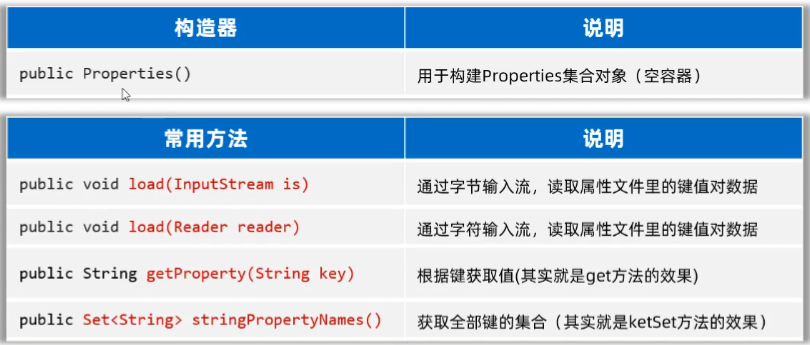 构造器 说明
public Properties() 用于构建Properties集合对象（空容器）
常用方法 说明
public void load(InputStream is) 通过字节输入流，读取属性文件里的键值对数据
public void load(Reader reader) 通过字符输入流，读取属性文件里的键值对数据
public String getProperty(String key) 根据键获取值(其实就是get方法的效果)
public Set<String> stringPropertyNames() 获取全部键的集合（其实就是ketSet方法的效果）